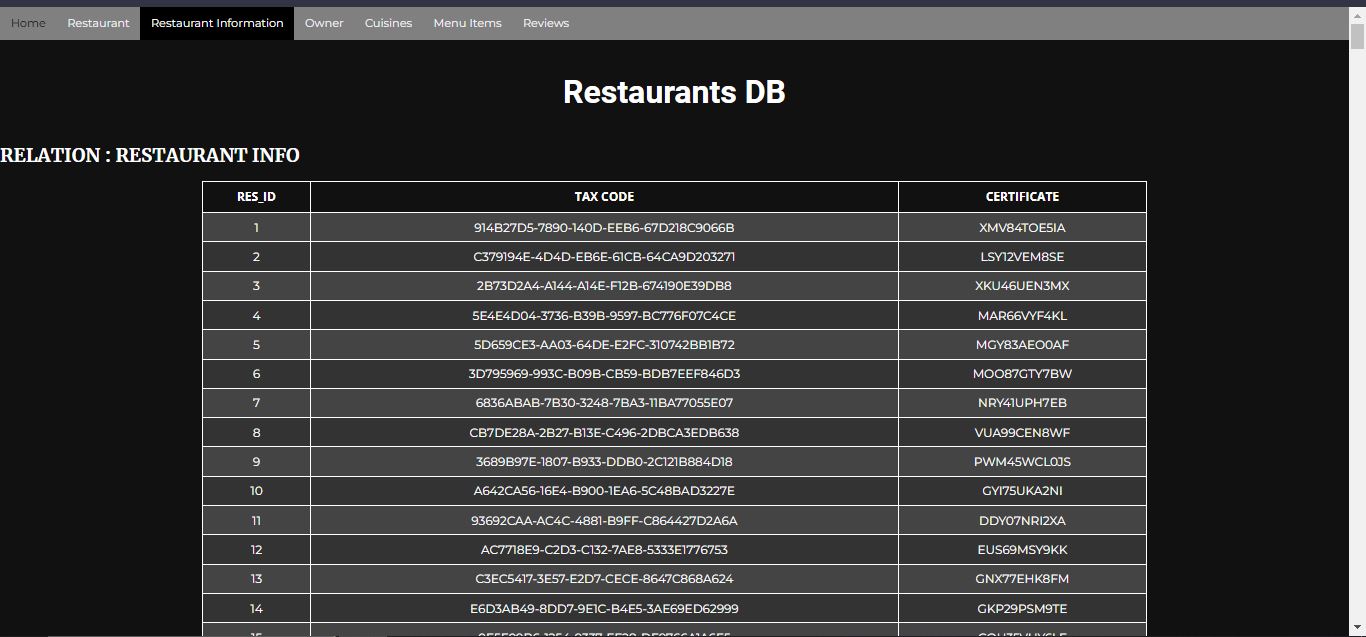 Home Restaurant Restaurant Information Owner Cuisines Menu Items Reviews
Restaurants DB
RELATION : RESTAURANT INFO
RES_ID TAX CODE CERTIFICATE
1 914B27D5-7890-140D-EEB6-67D218C9066B XMV84TOE5IA
2 C379194E-4D4D-EB6E-61CB-64CA9D203271 LSY12VEM8SE
3 2B73D2A4-A144-A14E-F12B-674190E39DB8 XKU46UEN3MX
4 5E4E4D04-3736-B39B-9597-BC776F07C4CE MAR66VYF4KL
5 5D659CE3-AA03-64DE-E2FC-310742BB1B72 MGY83AEO0AF
6 3D795969-993C-B09B-CB59-BDB7EEF846D3 MOO87GTY7BW
7 6836ABAB-7B30-3248-7BA3-11BA77055E07 NRY41UPH7EB
8 CB7DE28A-2B27-B13E-C496-2DBCA3EDB638 VUA99CEN8WF
9 3689B97E-1807-B933-DDB0-2C121B884D18 PWM45WCL0JS
10 A642CA56-16E4-B900-1EA6-5C48BAD3227E GYI75UKA2NI
11 93692CAA-AC4C-4881-B9FF-C864427D2A6A DDY07NRI2XA
12 AC7718E9-C2D3-C132-7AE8-5333E1776753 EUS69MSY9KK
13 C3EC5417-3E57-E2D7-CECE-8647C868A624 GNX77EHK8FM
14 E6D3AB49-8DD7-9E1C-B4E5-3AE69ED62999 GKP29PSM9TE
15